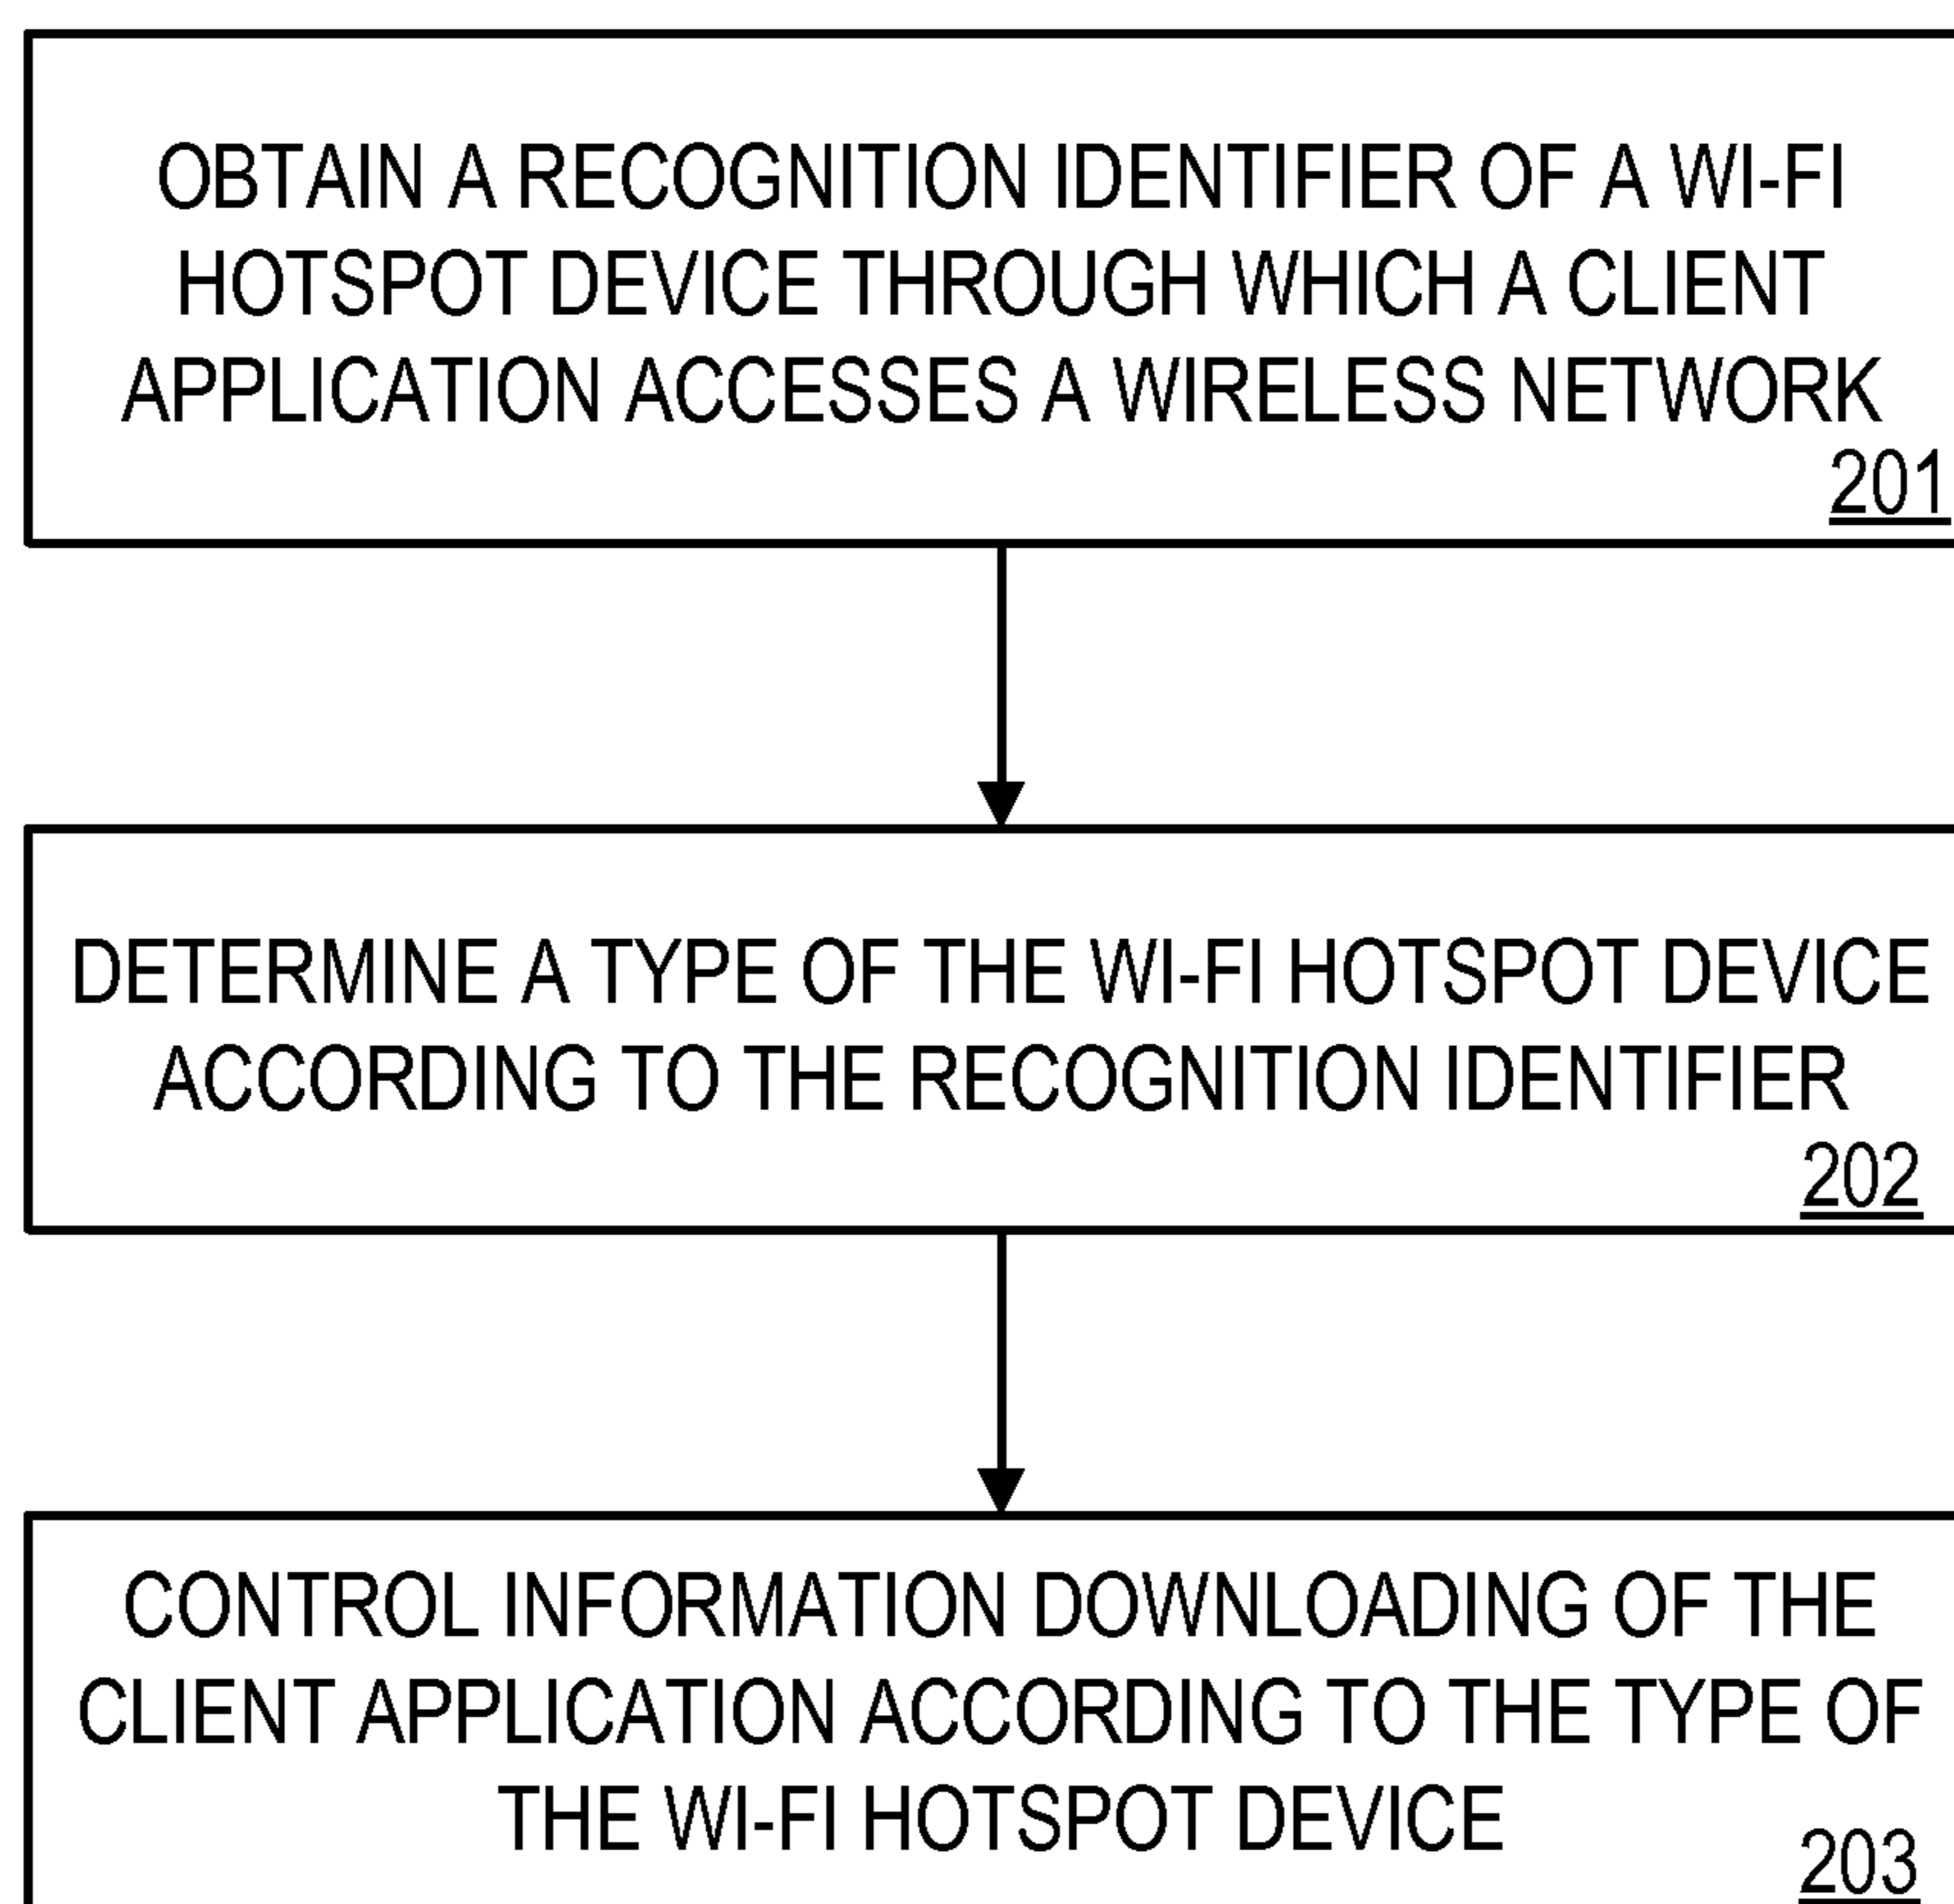 OBTAIN A RECOGNITION IDENTIFIER OF A WI-FI
HOTSPOT DEVICE THROUGH WHICH A CLIENT
APPLICATION ACCESSES A WIRELESS NETWORK
201
DETERMINE A TYPE OF THE WI-FI HOTSPOT DEVICE
ACCORDING TO THE RECOGNITION IDENTIFIER
202
CONTROL INFORMATION DOWNLOADING OF THE
CLIENT APPLICATION ACCORDING TO THE TYPE OF
THE WI-FI HOTSPOT DEVICE
203